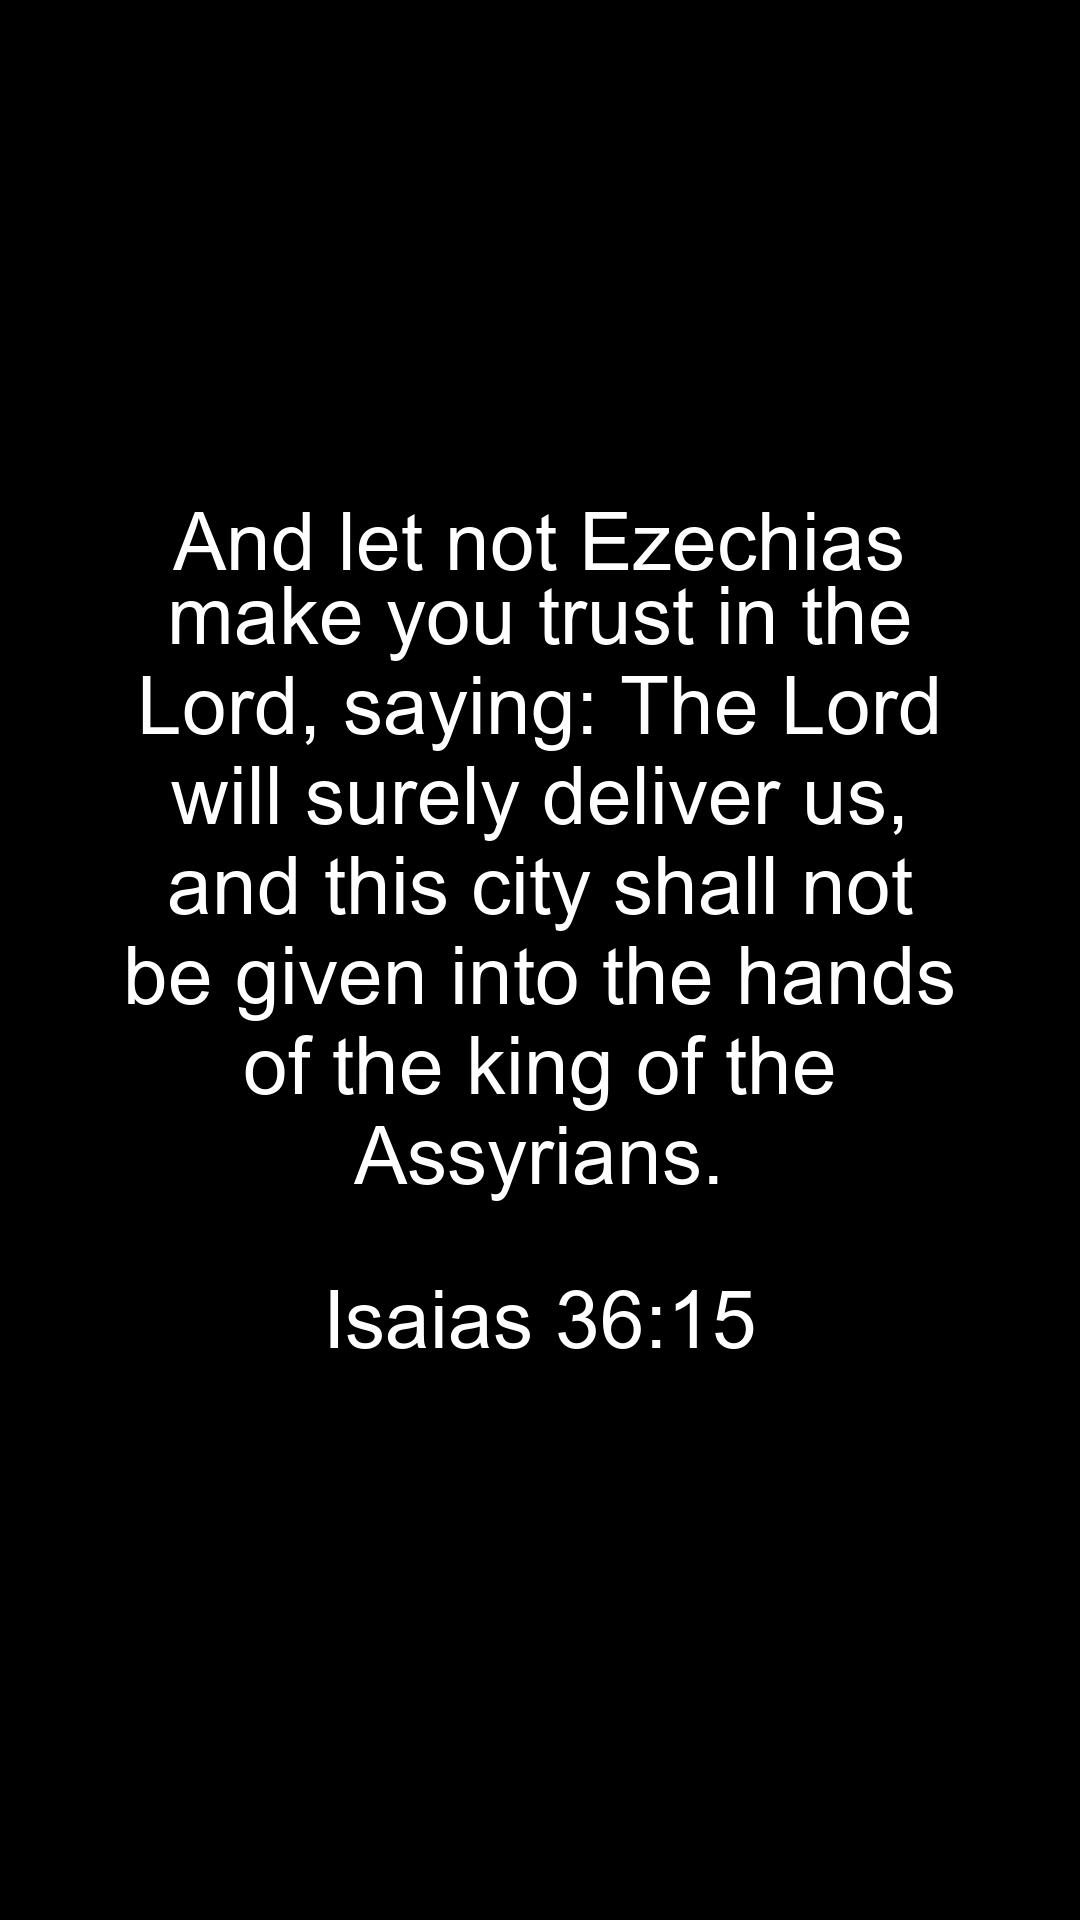 And let not Ezechias
make you trust in the
Lord, saying: The Lord
will surely deliver us,
and this city shall not
be given into the hands
of the king of the
Assyrians.
Isaias 36:15